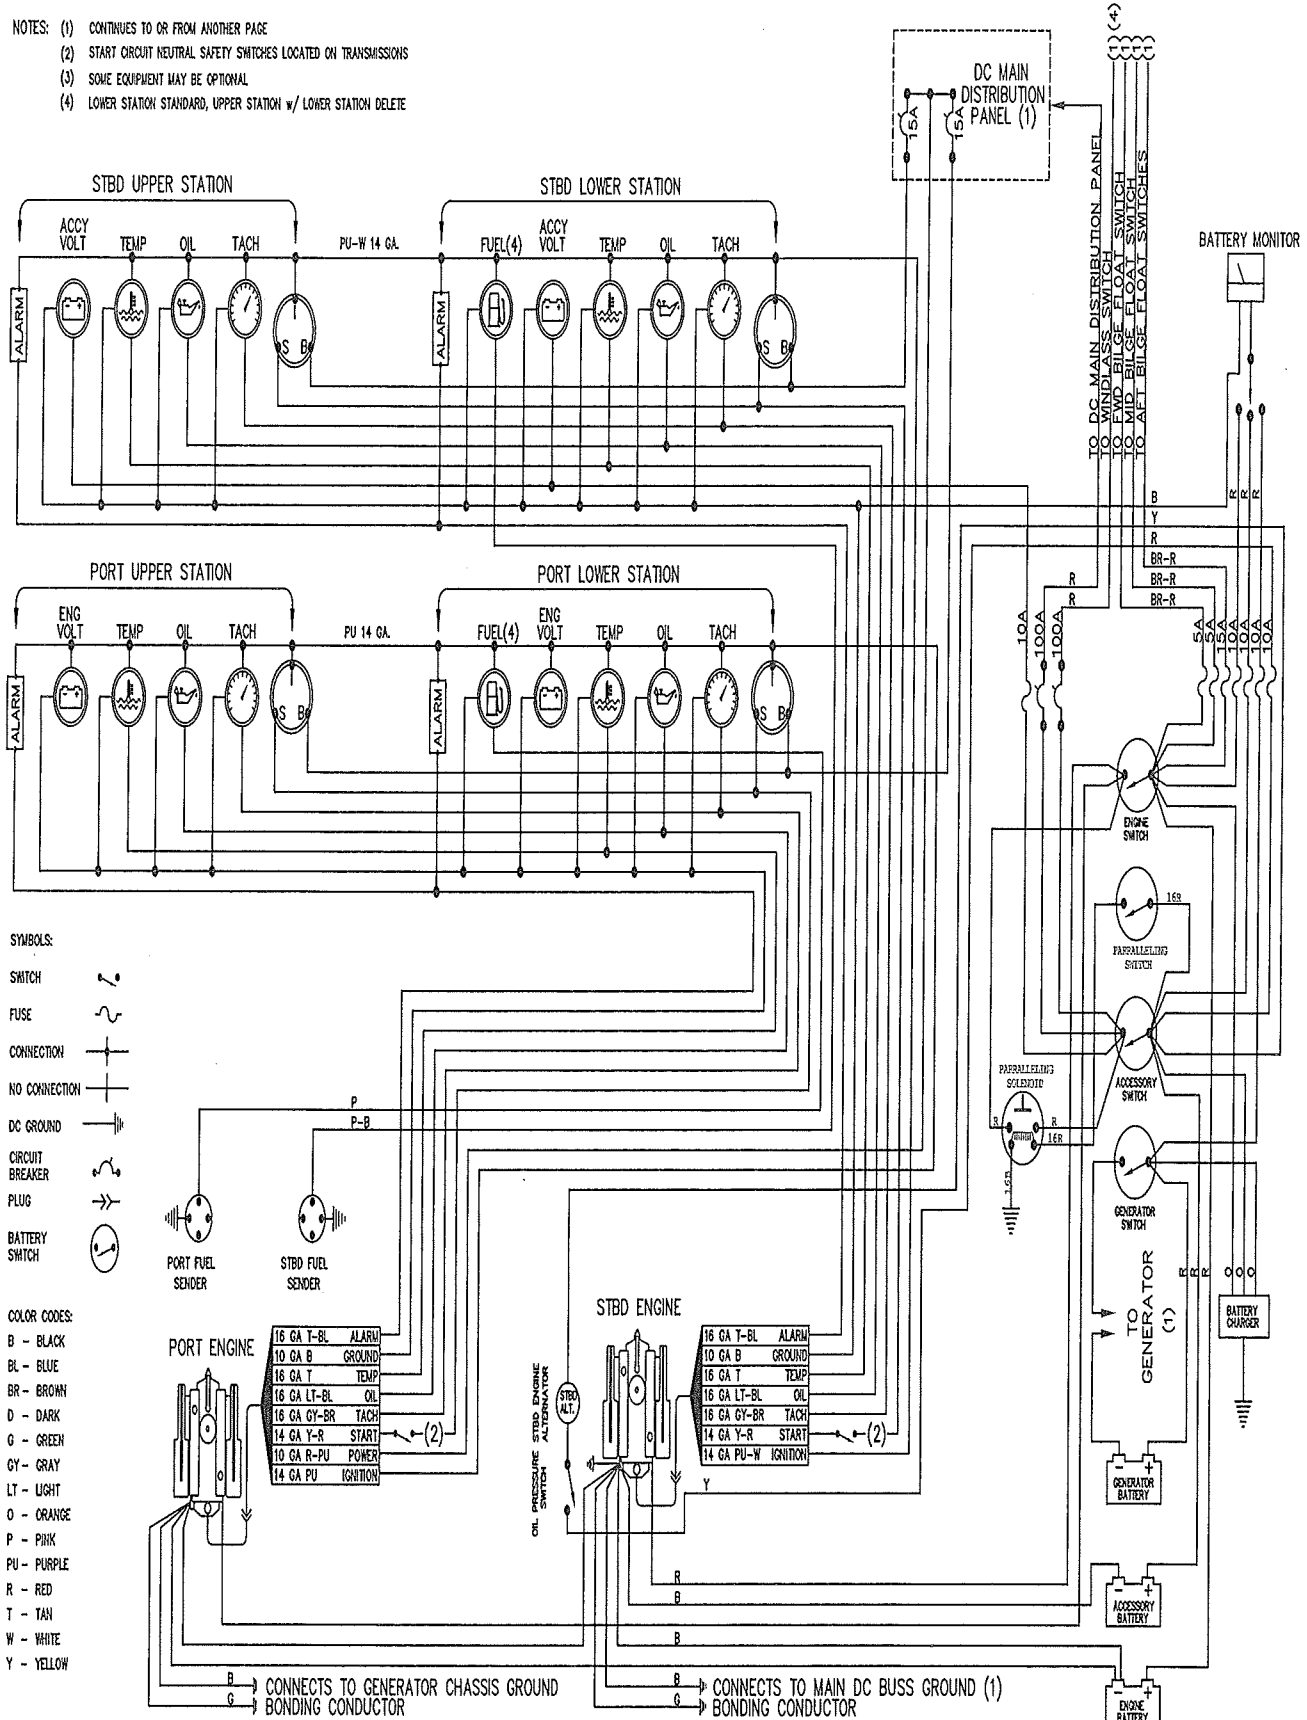 NOTES: (1) CONTINUES TO OR FROM ANOTHER PAGE
(2) START CIRCUIT NEUTRAL SAFETY SWITCHES LOCATED ON TRANSMISSIONS
(3) SOME EQUIPMENT MAY BE OPTIONAL
(4) LOWER STATION STANDARD, UPPER STATION w/ LOWER STATION DELETE
DC MAIN
DISTRIBUTION
PANEL (1)
15A
15A
(1) (4)
(1)
(1)
(1)
TO DC MAIN DISTRIBUTION PANEL
TO WINDLASS SWITCH
TO FWD BILGE FLOAT SWITCH
TO MID BILGE FLOAT SWITCH
TO AFT BILGE FLOAT SWITCHES
BATTERY MONITOR
STBD UPPER STATION
STBD LOWER STATION
ACCY
VOLT
TEMP
OIL
TACH
PU-W 14 GA.
FUEL(4)
ACCY
VOLT
TEMP
OIL
TACH
ALARM
S B
ALARM
S B
R
R
R
B
Y
R
BR-R
BR-R
BR-R
R
R
PORT UPPER STATION
PORT LOWER STATION
ENG
VOLT
TEMP
OIL
TACH
PU 14 GA.
FUEL(4)
ENG
VOLT
TEMP
OIL
TACH
ALARM
S B
ALARM
S B
10A
100A
100A
5A
5A
15A
10A
10A
10A
10A
ENGINE
SWITCH
16R
PARRALLELING
SWITCH
PARRALLELING
SOLENOID
R
R
16R
16R
ACCESSORY
SWITCH
GENERATOR
SWITCH
SYMBOLS:
SWITCH
FUSE
CONNECTION
NO CONNECTION
DC GROUND
CIRCUIT
BREAKER
PLUG
BATTERY
SWITCH
P
P-B
PORT FUEL
SENDER
STBD FUEL
SENDER
COLOR CODES:
B - BLACK
BL - BLUE
BR - BROWN
D - DARK
G - GREEN
GY - GRAY
LT - LIGHT
O - ORANGE
P - PINK
PU - PURPLE
R - RED
T - TAN
W - WHITE
Y - YELLOW
PORT ENGINE
16 GA T-BL ALARM
10 GA B GROUND
16 GA T TEMP
16 GA LT-BL OIL
16 GA GY-BR TACH
14 GA Y-R START
10 GA R-PU POWER
14 GA PU IGNITION
(2)
STBD ENGINE
OIL PRESSURE STBD ENGINE
SWITCH ALTERNATOR
STBD
ALT.
16 GA T-BL ALARM
10 GA B GROUND
16 GA T TEMP
16 GA LT-BL OIL
16 GA GY-BR TACH
14 GA Y-R START
14 GA PU-W IGNITION
(2)
Y
R
B
B
TO
GENERATOR
(1)
R
R
R
O
O
O
BATTERY
CHARGER
- +
GENERATOR
BATTERY
- +
ACCESSORY
BATTERY
- +
ENGINE
BATTERY
B CONNECTS TO GENERATOR CHASSIS GROUND
G BONDING CONDUCTOR
B CONNECTS TO MAIN DC BUSS GROUND (1)
G BONDING CONDUCTOR